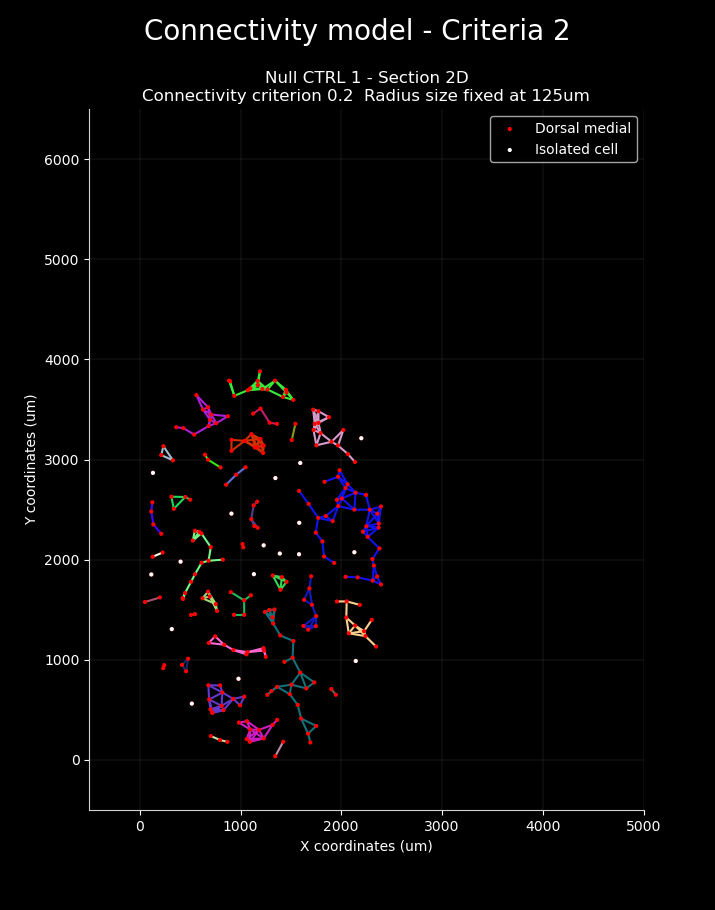 Connectivity model - Criteria 2
Null CTRL 1 - Section 2D
Connectivity criterion 0.2  Radius size fixed at 125um
Dorsal medial
Isolated cell
6000
5000
4000
3000
2000
1000
0
Y coordinates (um)
0 1000 2000 3000 4000 5000
X coordinates (um)